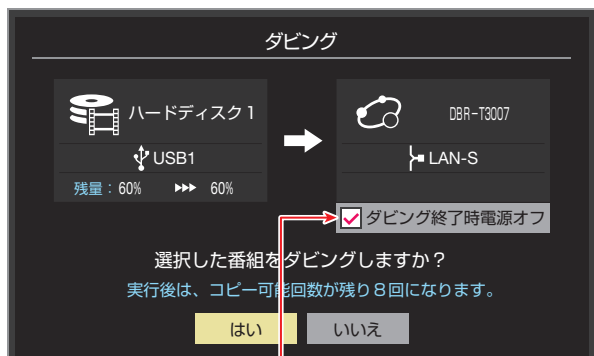 ダビング
ハードディスク1
DBR-T3007
USB1
LAN-S
残量：60% ▶▶▶ 60%
ダビング終了時電源オフ
選択した番組をダビングしますか？
実行後は、コピー可能回数が残り8回になります。
はい いいえ